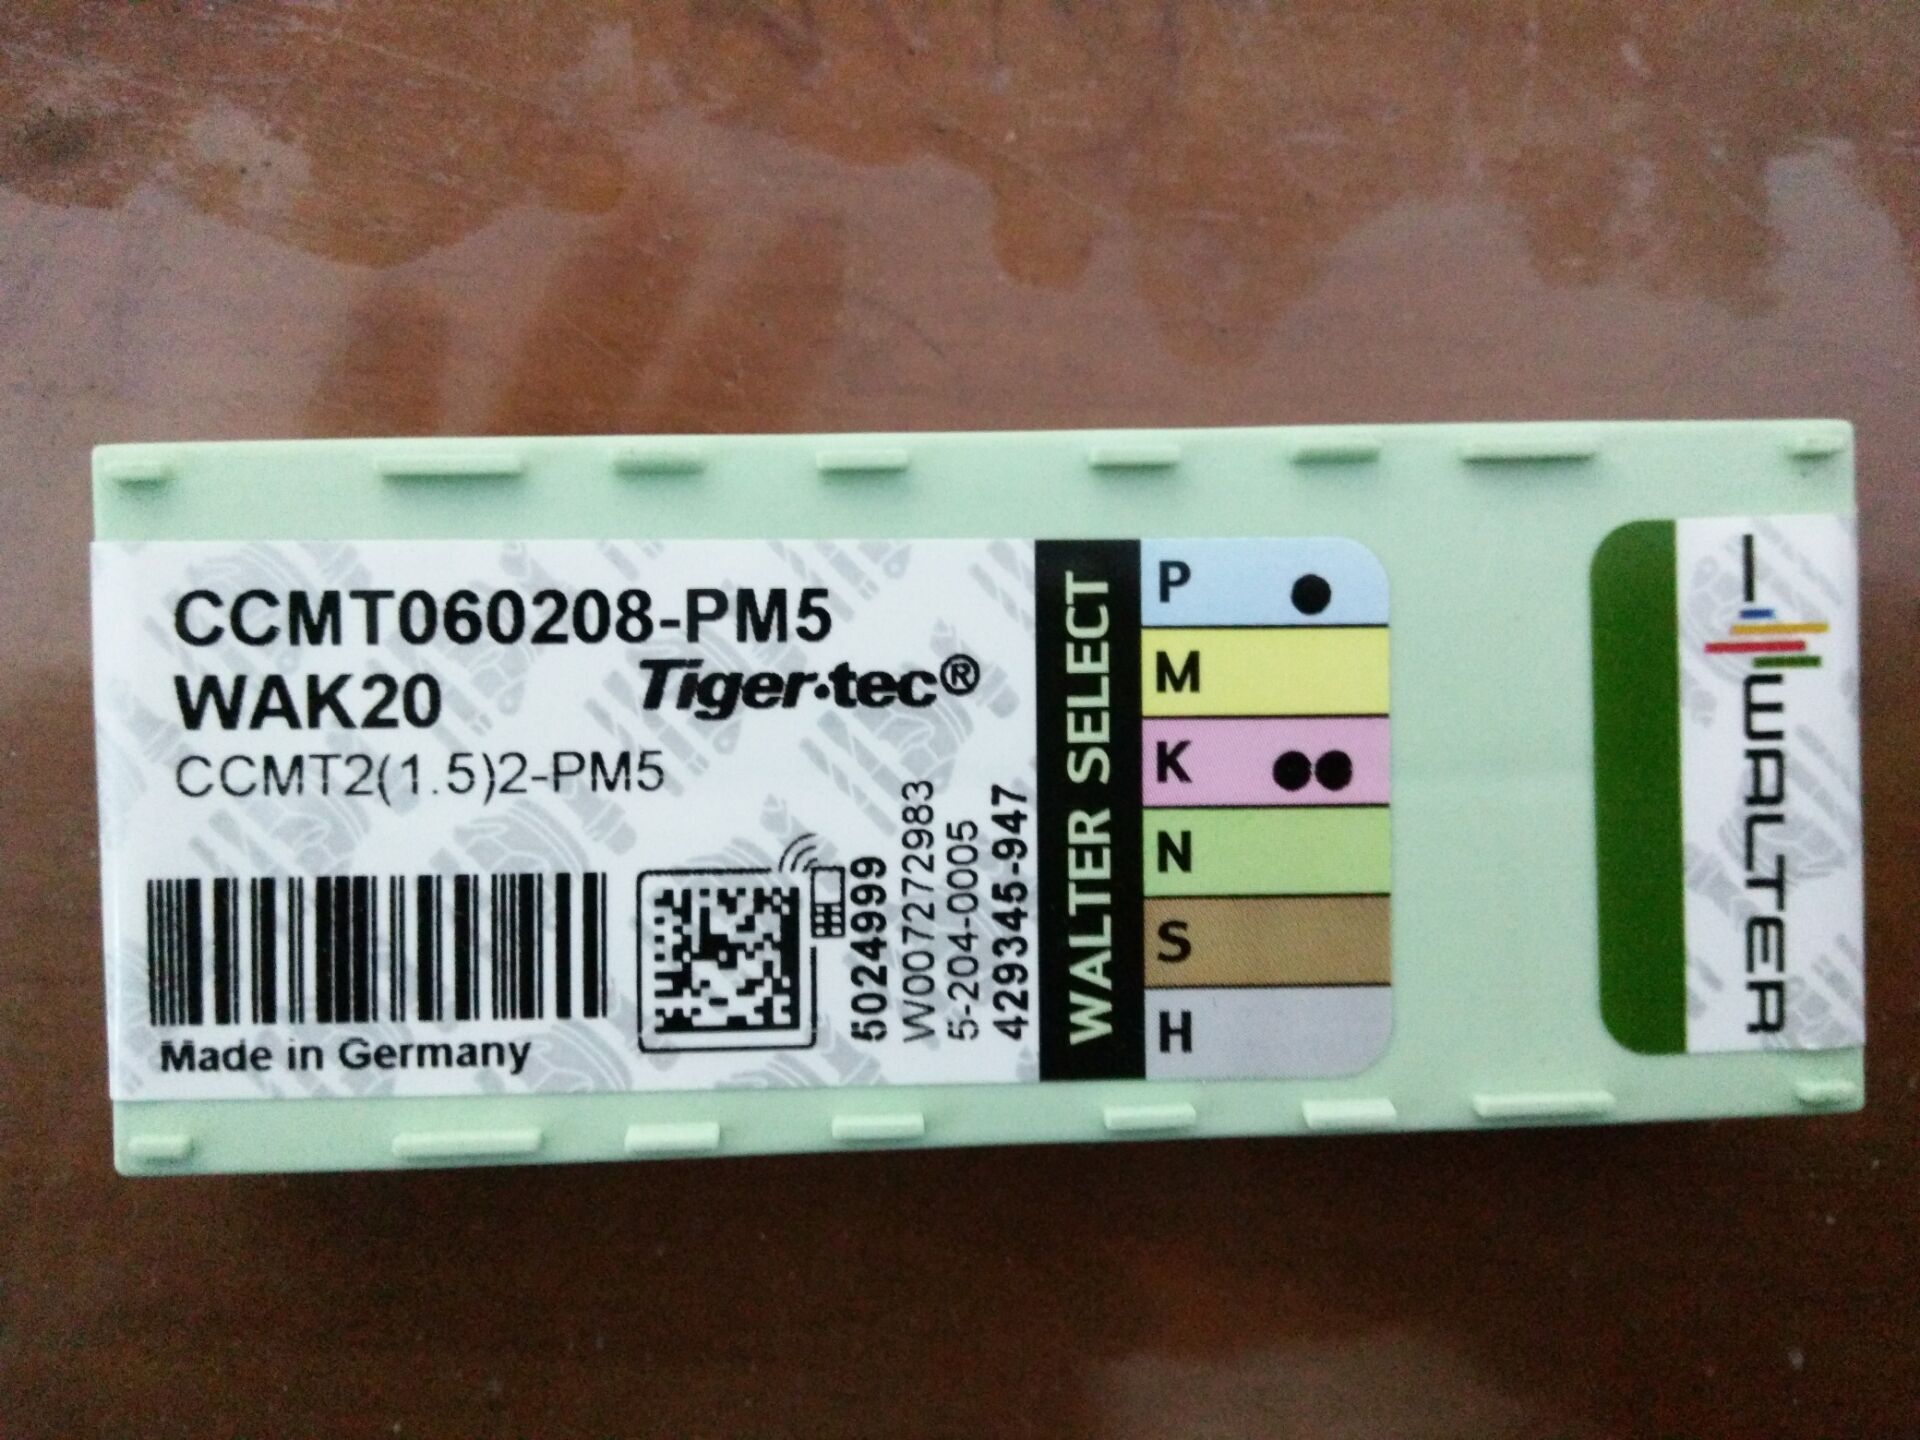 CCMT060208-PM5
WAK20
Tiger·tec®
CCMT2(1.5)2-PM5
Made in Germany
5024999
W00727272983
5-204-0005
429345-947
WALTER SELECT
P
M
K
N
S
H
WALTER